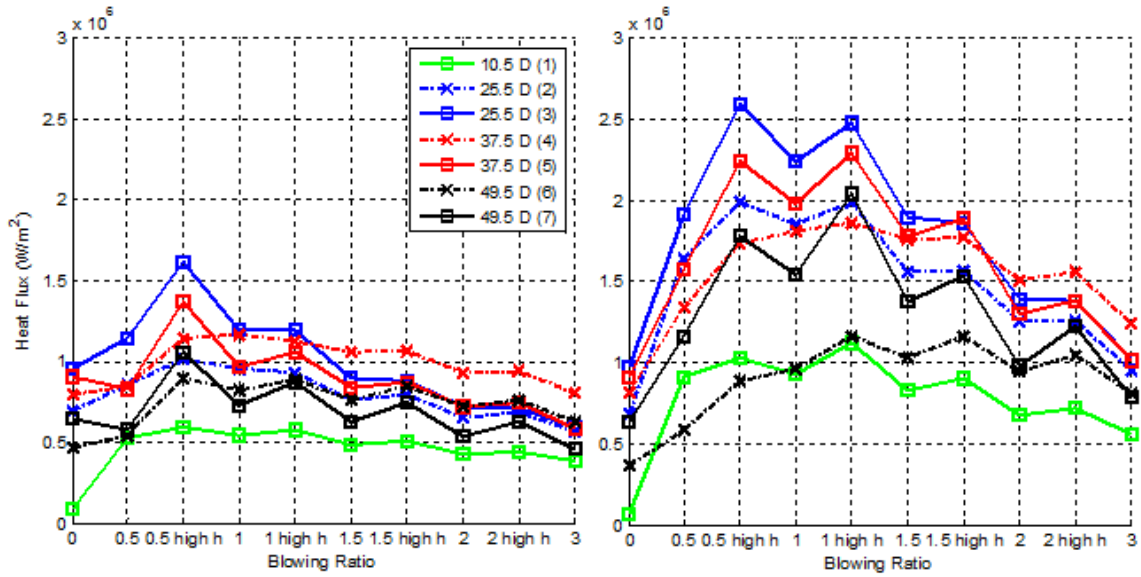 x 10^6
3
2.5
2
1.5
1
0.5
0
Heat Flux (W/m^2)
10.5 D (1)
25.5 D (2)
25.5 D (3)
37.5 D (4)
37.5 D (5)
49.5 D (6)
49.5 D (7)
0 0.5 0.5 high h 1 1 high h 1.5 1.5 high h 2 2 high h 3
Blowing Ratio
x 10^6
3
2.5
2
1.5
1
0.5
0
0 0.5 0.5 high h 1 1 high h 1.5 1.5 high h 2 2 high h 3
Blowing Ratio